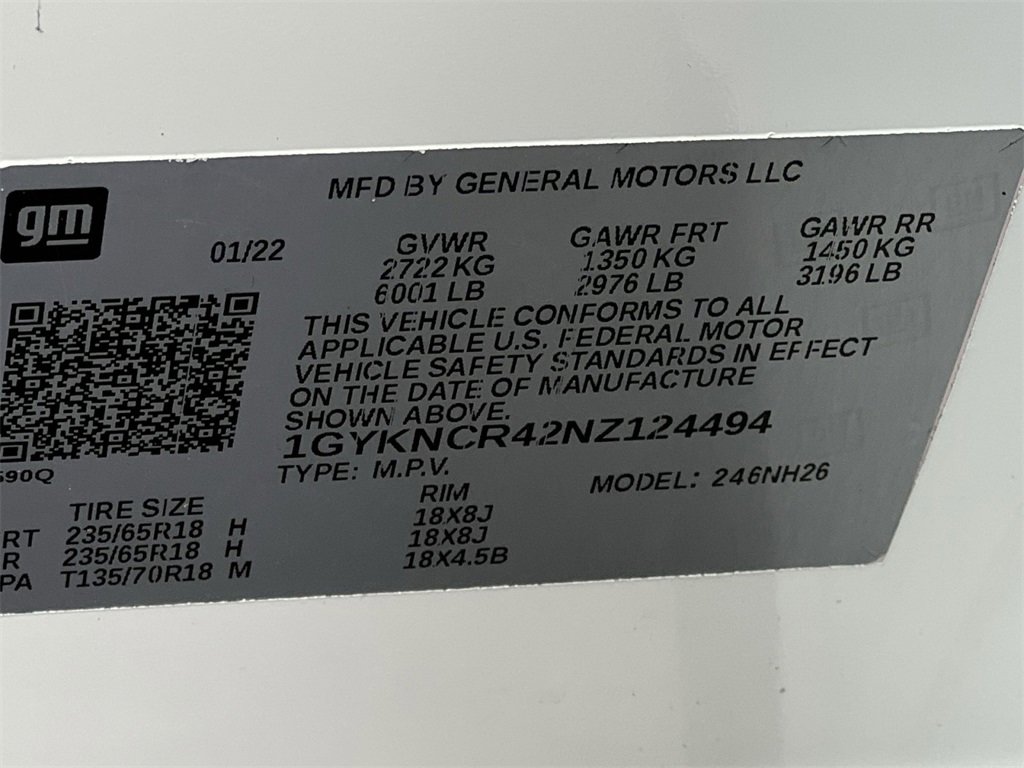 gm
MFD BY GENERAL MOTORS LLC
01/22 GVWR GAWR FRT GAWR RR
2722 KG 1350 KG 1450 KG
6001 LB 2976 LB 3196 LB
THIS VEHICLE CONFORMS TO ALL
APPLICABLE U.S. FEDERAL MOTOR
VEHICLE SAFETY STANDARDS IN EFFECT
ON THE DATE OF MANUFACTURE
SHOWN ABOVE.
1GYKNCR42NZ124494
TYPE: M.P.V. MODEL: 246NH26
590Q
TIRE SIZE RIM
RT 235/65R18 H 18X8J
R 235/65R18 H 18X8J
PA T135/70R18 M 18X4.5B